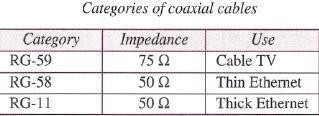 Categories of coaxial cables
Category Impedance Use
RG-59 75 Ω Cable TV
RG-58 50 Ω Thin Ethernet
RG-11 50 Ω Thick Ethernet